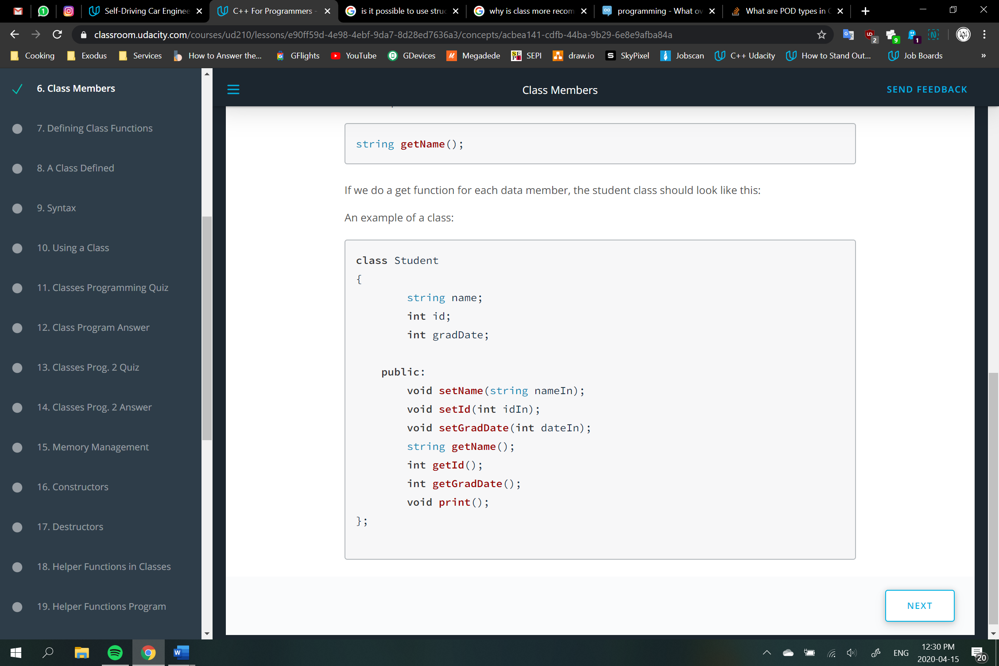 Self-Driving Car Enginee
C++ For Programmers -
is it possible to use struc
why is class more recom
programming - What ov
What are POD types in C
classroom.udacity.com/courses/ud210/lessons/e90ff59d-4e98-4ebf-9da7-8d28ed7636a3/concepts/acbea141-cdfb-44ba-9b29-6e8e9afba84a
2
9
1
Cooking
Exodus
Services
How to Answer the...
GFlights
YouTube
GDevices
Megadede
SEPI
draw.io
SkyPixel
Jobscan
C++ Udacity
How to Stand Out...
Job Boards
»
6. Class Members
7. Defining Class Functions
8. A Class Defined
9. Syntax
10. Using a Class
11. Classes Programming Quiz
12. Class Program Answer
13. Classes Prog. 2 Quiz
14. Classes Prog. 2 Answer
15. Memory Management
16. Constructors
17. Destructors
18. Helper Functions in Classes
19. Helper Functions Program
Class Members
SEND FEEDBACK
string getName();
If we do a get function for each data member, the student class should look like this:
An example of a class:
class Student
{
string name;
int id;
int gradDate;
public:
void setName(string nameIn);
void setId(int idIn);
void setGradDate(int dateIn);
string getName();
int getId();
int getGradDate();
void print();
};
NEXT
ENG
12:30 PM
2020-04-15
20